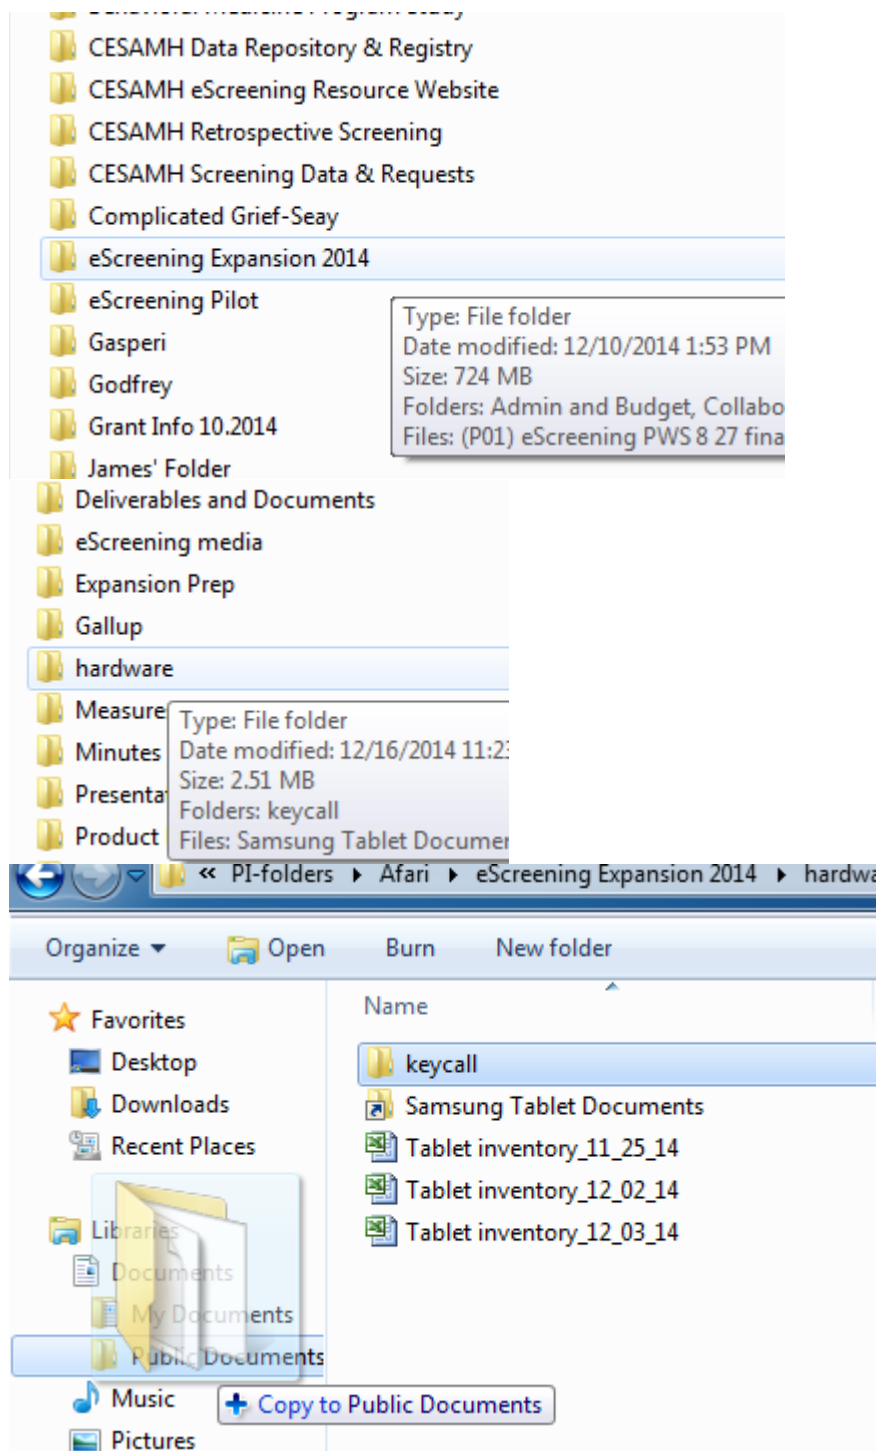 CESAMH Data Repository & Registry
CESAMH eScreening Resource Website
CESAMH Retrospective Screening
CESAMH Screening Data & Requests
Complicated Grief-Seay
eScreening Expansion 2014
eScreening Pilot
Gasperi
Godfrey
Grant Info 10.2014
James' Folder
Type: File folder
Date modified: 12/10/2014 1:53 PM
Size: 724 MB
Folders: Admin and Budget, Collabo
Files: (P01) eScreening PWS 8 27 fina
Deliverables and Documents
eScreening media
Expansion Prep
Gallup
hardware
Measure
Minutes
Presenta
Product
Type: File folder
Date modified: 12/16/2014 11:23
Size: 2.51 MB
Folders: keycall
Files: Samsung Tablet Documen
« PI-folders ▸ Afari ▸ eScreening Expansion 2014 ▸ hardwa
Organize Open Burn New folder
Favorites
Desktop
Downloads
Recent Places
Libraries
Documents
My Documents
Public Documents
Music
Pictures
Name
keycall
Samsung Tablet Documents
Tablet inventory_11_25_14
Tablet inventory_12_02_14
Tablet inventory_12_03_14
Copy to Public Documents